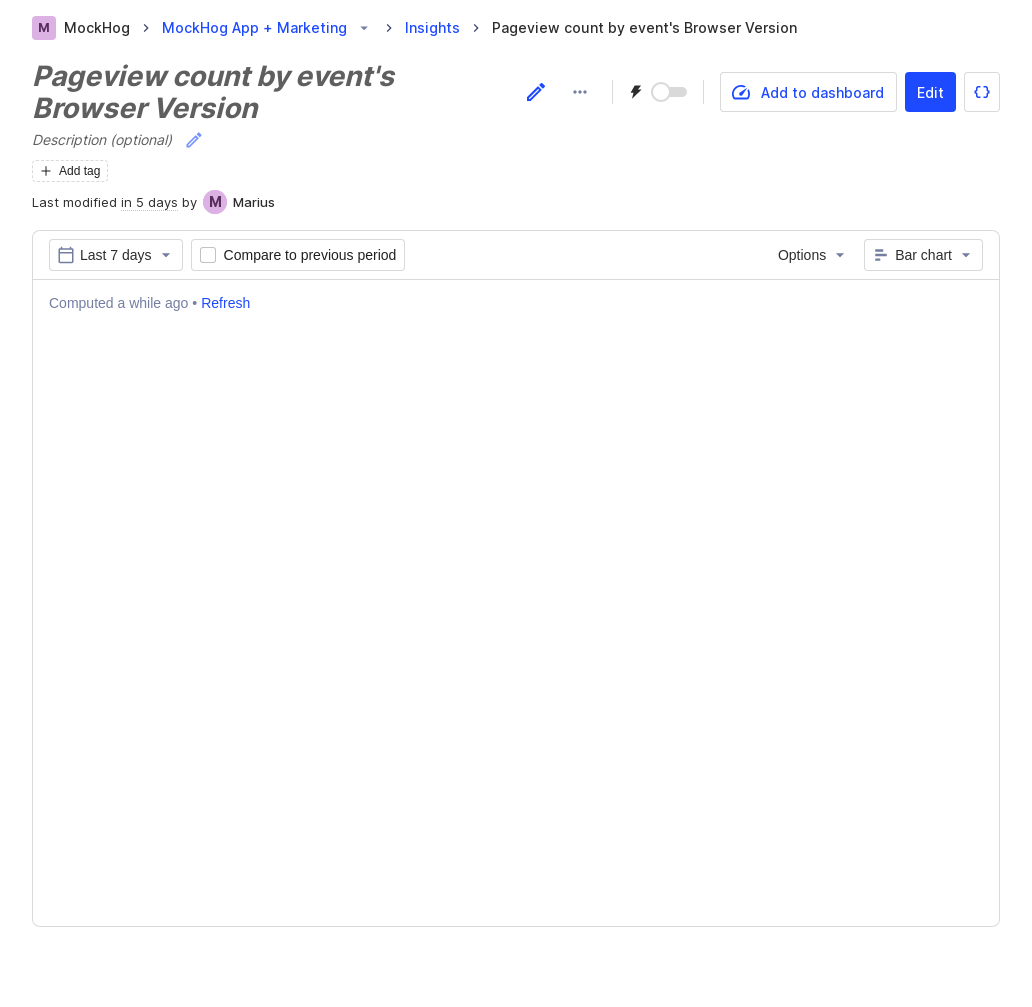 M MockHog MockHog App + Marketing Insights Pageview count by event's Browser Version
Pageview count by event's
Browser Version
Add to dashboard Edit
Description (optional)
Add tag
Last modified in 5 days by M Marius
Last 7 days Compare to previous period Options Bar chart
Computed a while ago • Refresh